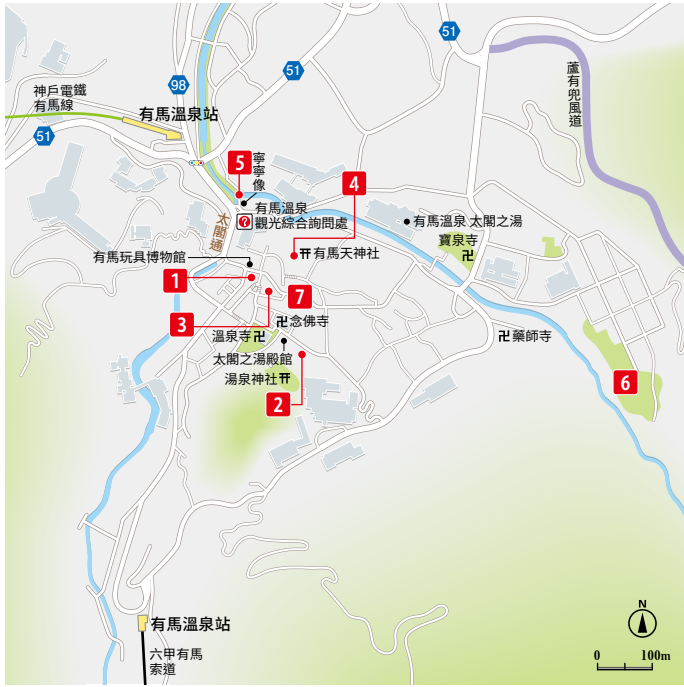 51
98
51
神戶電鐵
有馬線
有馬溫泉站
51
蘆有兜風道
5
寧寧像
4
有馬溫泉
觀光綜合詢問處
?
太閣通
有馬溫泉 太閣之湯
寶泉寺
有馬玩具博物館
有馬天神社
1
7
3
念佛寺
溫泉寺
藥師寺
太閣之湯殿館
湯泉神社
2
6
有馬溫泉站
六甲有馬
索道
N
0 100m